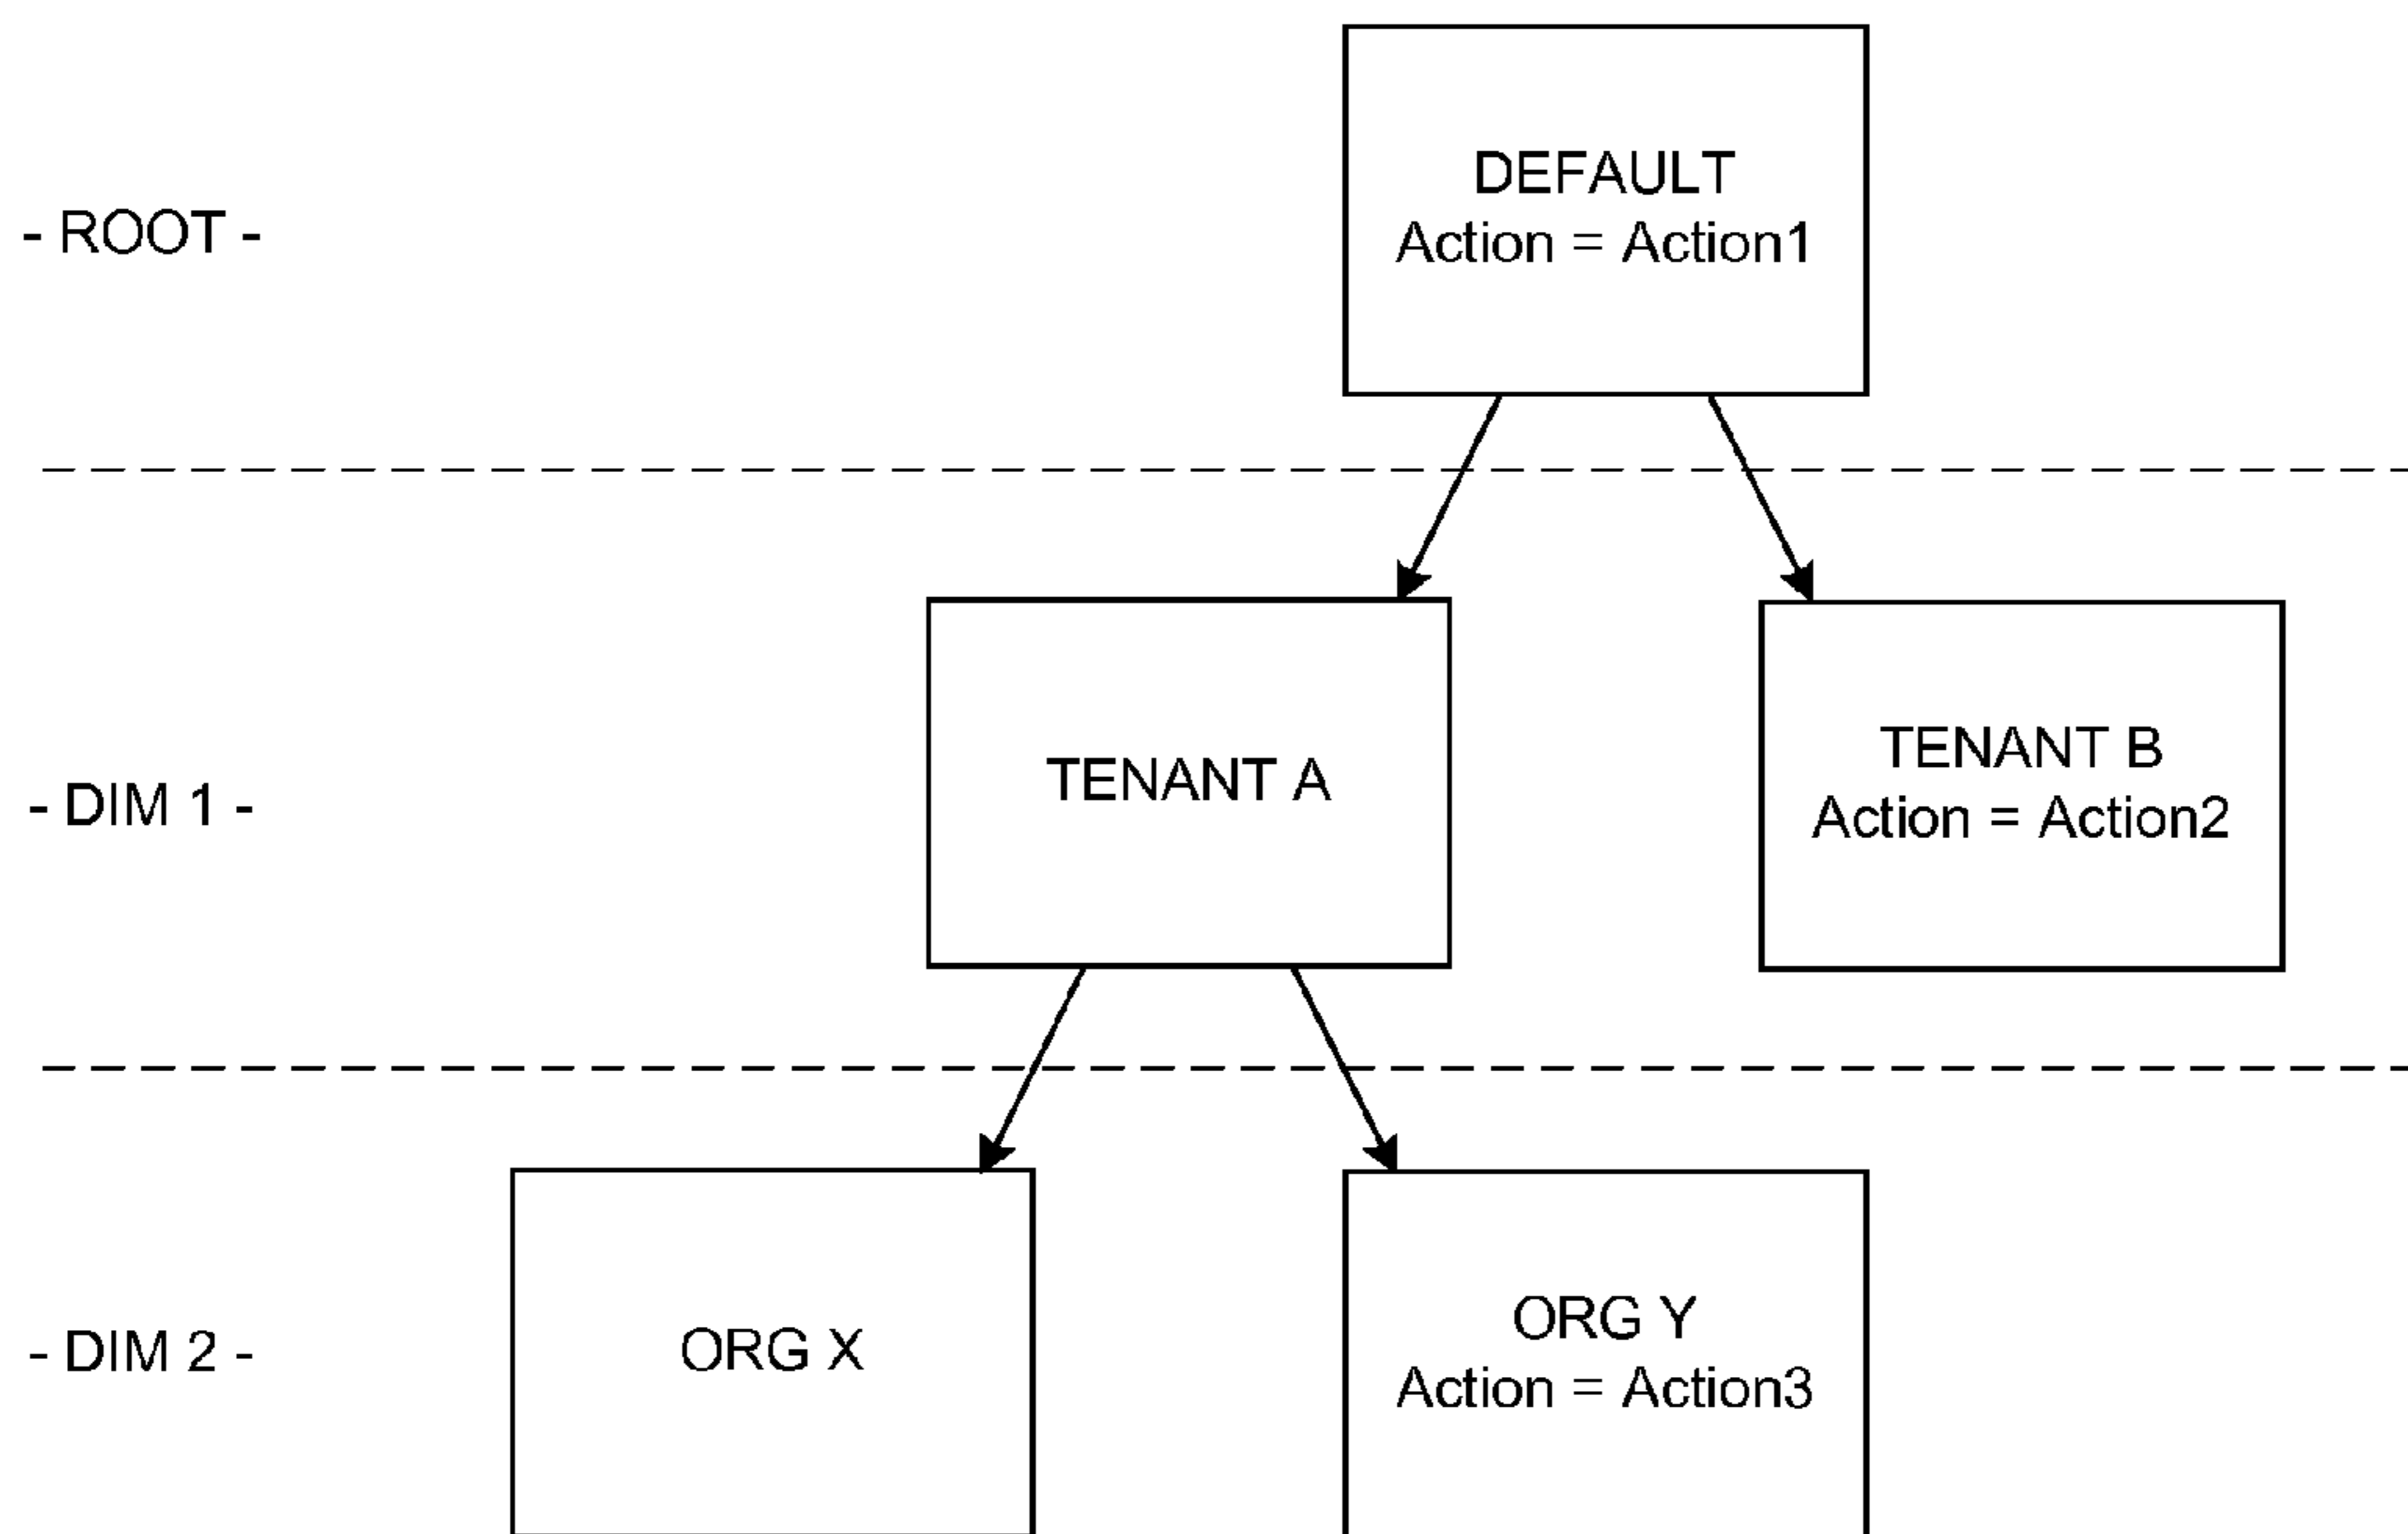 DEFAULT
Action = Action1
- ROOT -
TENANT A
TENANT B
Action = Action2
- DIM 1 -
ORG X
ORG Y
Action = Action3
- DIM 2 -